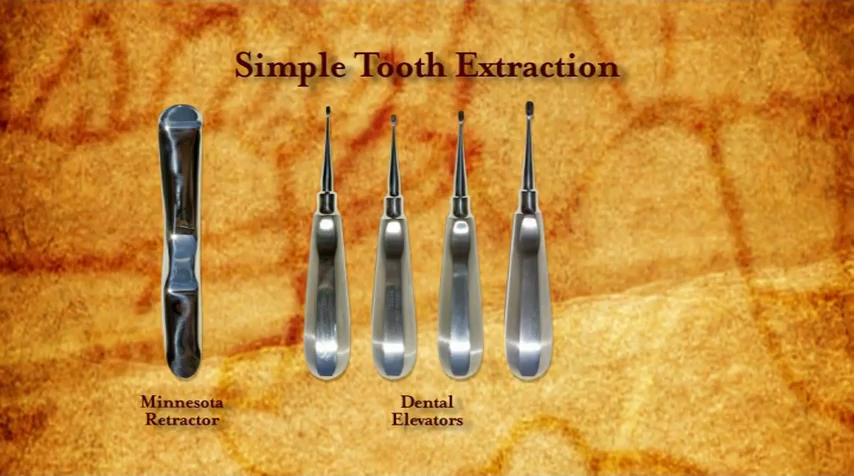 Simple Tooth Extraction
Minnesota
Retractor
Dental
Elevators